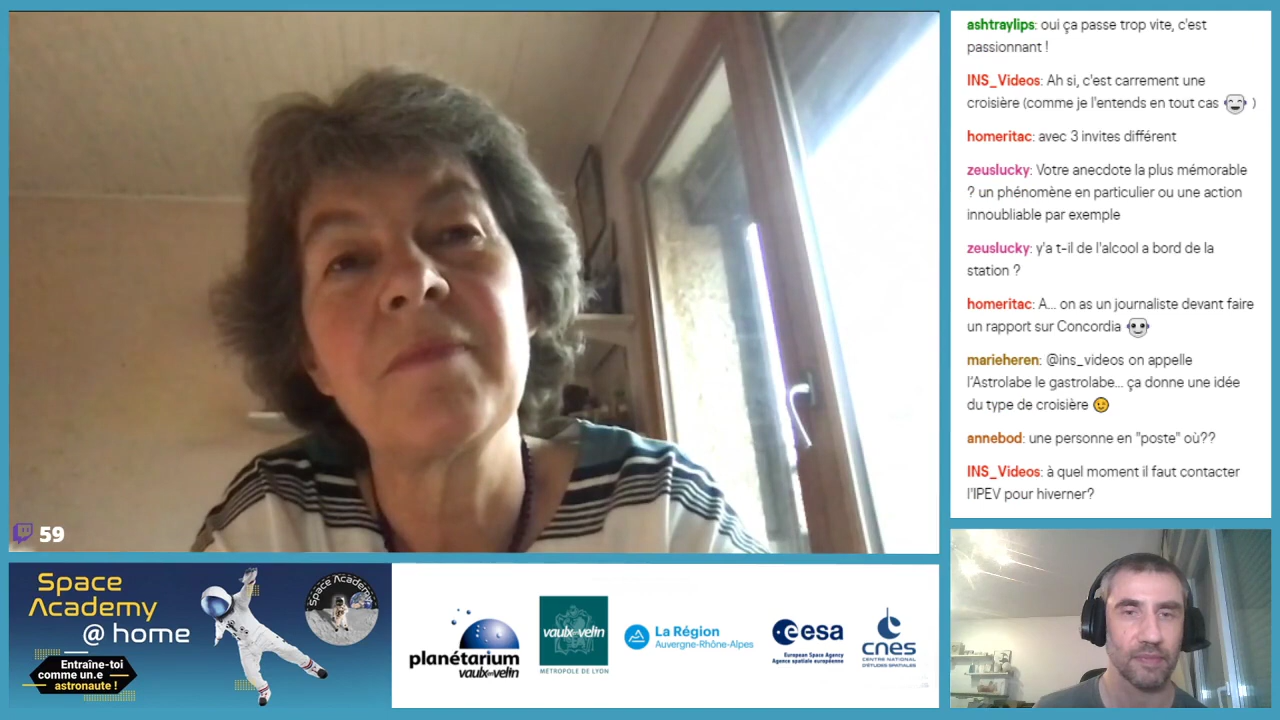 ashtraylips: oui ça passe trop vite, c'est
passionnant !
INS_Videos: Ah si, c'est carrement une
croisière (comme je l'entends en tout cas )
homeritac: avec 3 invites différent
zeuslucky: Votre anecdote la plus mémorable
? un phénomène en particulier ou une action
innoubliable par exemple
zeuslucky: y'a t-il de l'alcool a bord de la
station ?
homeritac: A... on as un journaliste devant faire
un rapport sur Concordia
marieheren: @ins_videos on appelle
l'Astrolabe le gastrolabe... ça donne une idée
du type de croisière
annebod: une personne en "poste" où??
INS_Videos: à quel moment il faut contacter
l'IPEV pour hiverner?
59
Space
Academy
@ home
Entraîne-toi
comme un.e
astronaute !
Space Academy
planétarium
vaulx-en-velin
vaulx-en-velin
MÉTROPOLE DE LYON
La Région
Auvergne-Rhône-Alpes
esa
European Space Agency
Agence spatiale européenne
cnes
CENTRE NATIONAL
D'ÉTUDES SPATIALES